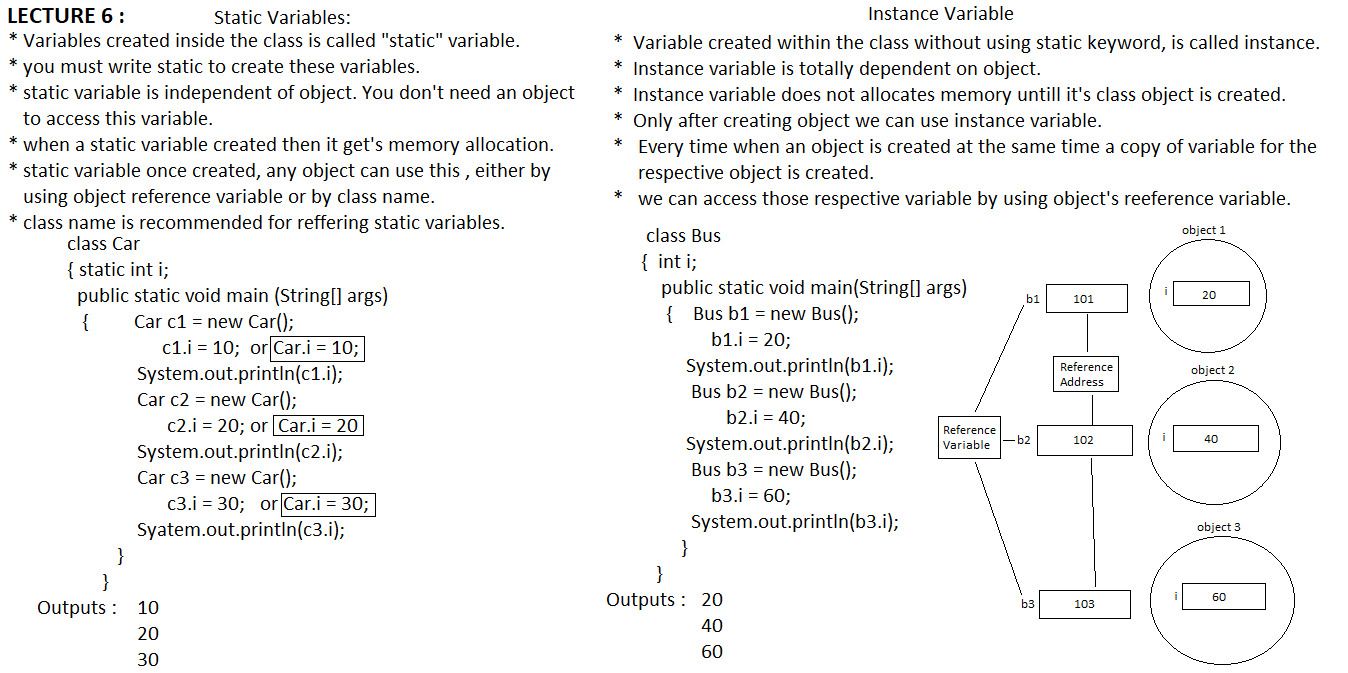 LECTURE 6 :
Static Variables:
* Variables created inside the class is called "static" variable.
* you must write static to create these variables.
* static variable is independent of object. You don't need an object
to access this variable.
* when a static variable created then it get's memory allocation.
* static variable once created, any object can use this , either by
using object reference variable or by class name.
* class name is recommended for reffering static variables.
class Car
{ static int i;
public static void main (String[] args)
{ Car c1 = new Car();
c1.i = 10; or Car.i = 10;
System.out.println(c1.i);
Car c2 = new Car();
c2.i = 20; or Car.i = 20
System.out.println(c2.i);
Car c3 = new Car();
c3.i = 30; or Car.i = 30;
Syatem.out.println(c3.i);
}
}
Outputs : 10
20
30
Instance Variable
* Variable created within the class without using static keyword, is called instance.
* Instance variable is totally dependent on object.
* Instance variable does not allocates memory untill it's class object is created.
* Only after creating object we can use instance variable.
* Every time when an object is created at the same time a copy of variable for the
respective object is created.
* we can access those respective variable by using object's reeference variable.
class Bus
{ int i;
public static void main(String[] args)
{ Bus b1 = new Bus();
b1.i = 20;
System.out.println(b1.i);
Bus b2 = new Bus();
b2.i = 40;
System.out.println(b2.i);
Bus b3 = new Bus();
b3.i = 60;
System.out.println(b3.i);
}
}
Outputs : 20
40
60
object 1
b1 101
i 20
Reference
Address
object 2
Reference
Variable
b2 102
i 40
object 3
b3 103
i 60